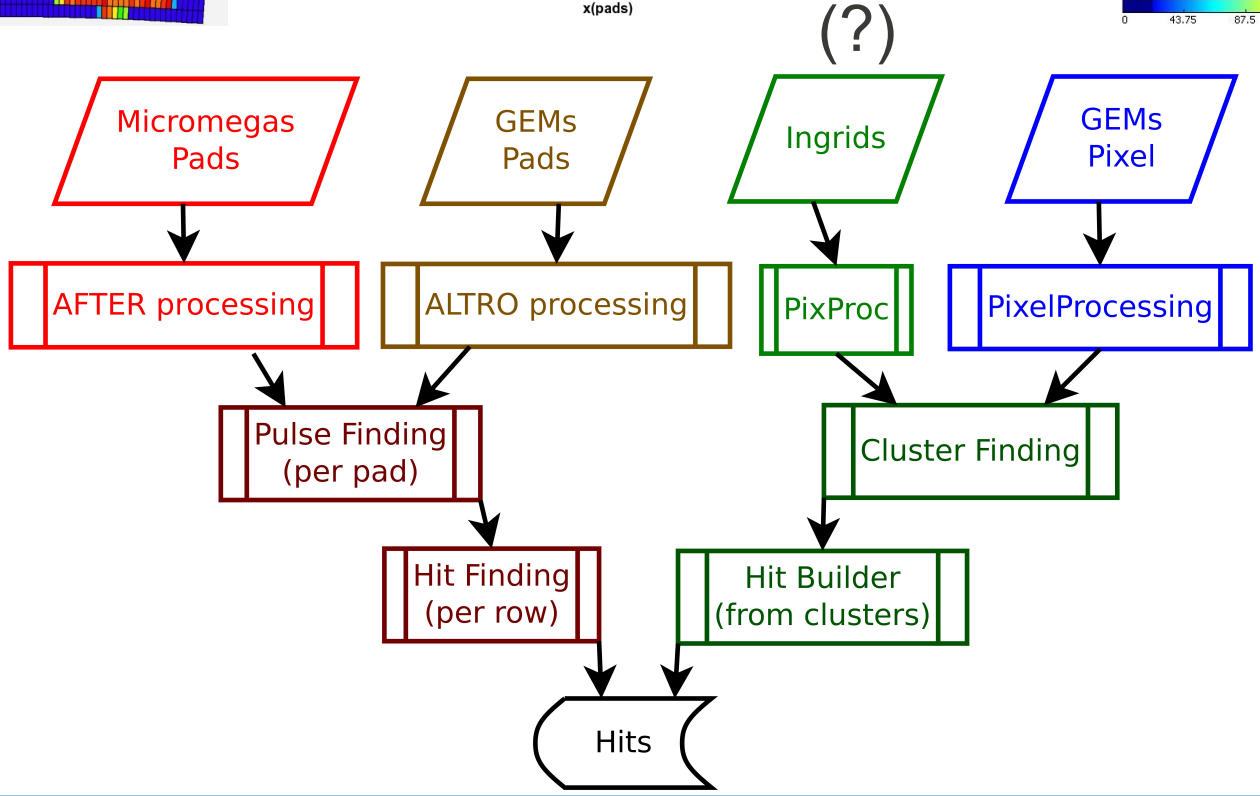 x(pads)
(?)
0 43.75 87.5
Micromegas
Pads
GEMs
Pads
Ingrids
GEMs
Pixel
AFTER processing
ALTRO processing
PixProc
PixelProcessing
Pulse Finding
(per pad)
Cluster Finding
Hit Finding
(per row)
Hit Builder
(from clusters)
Hits